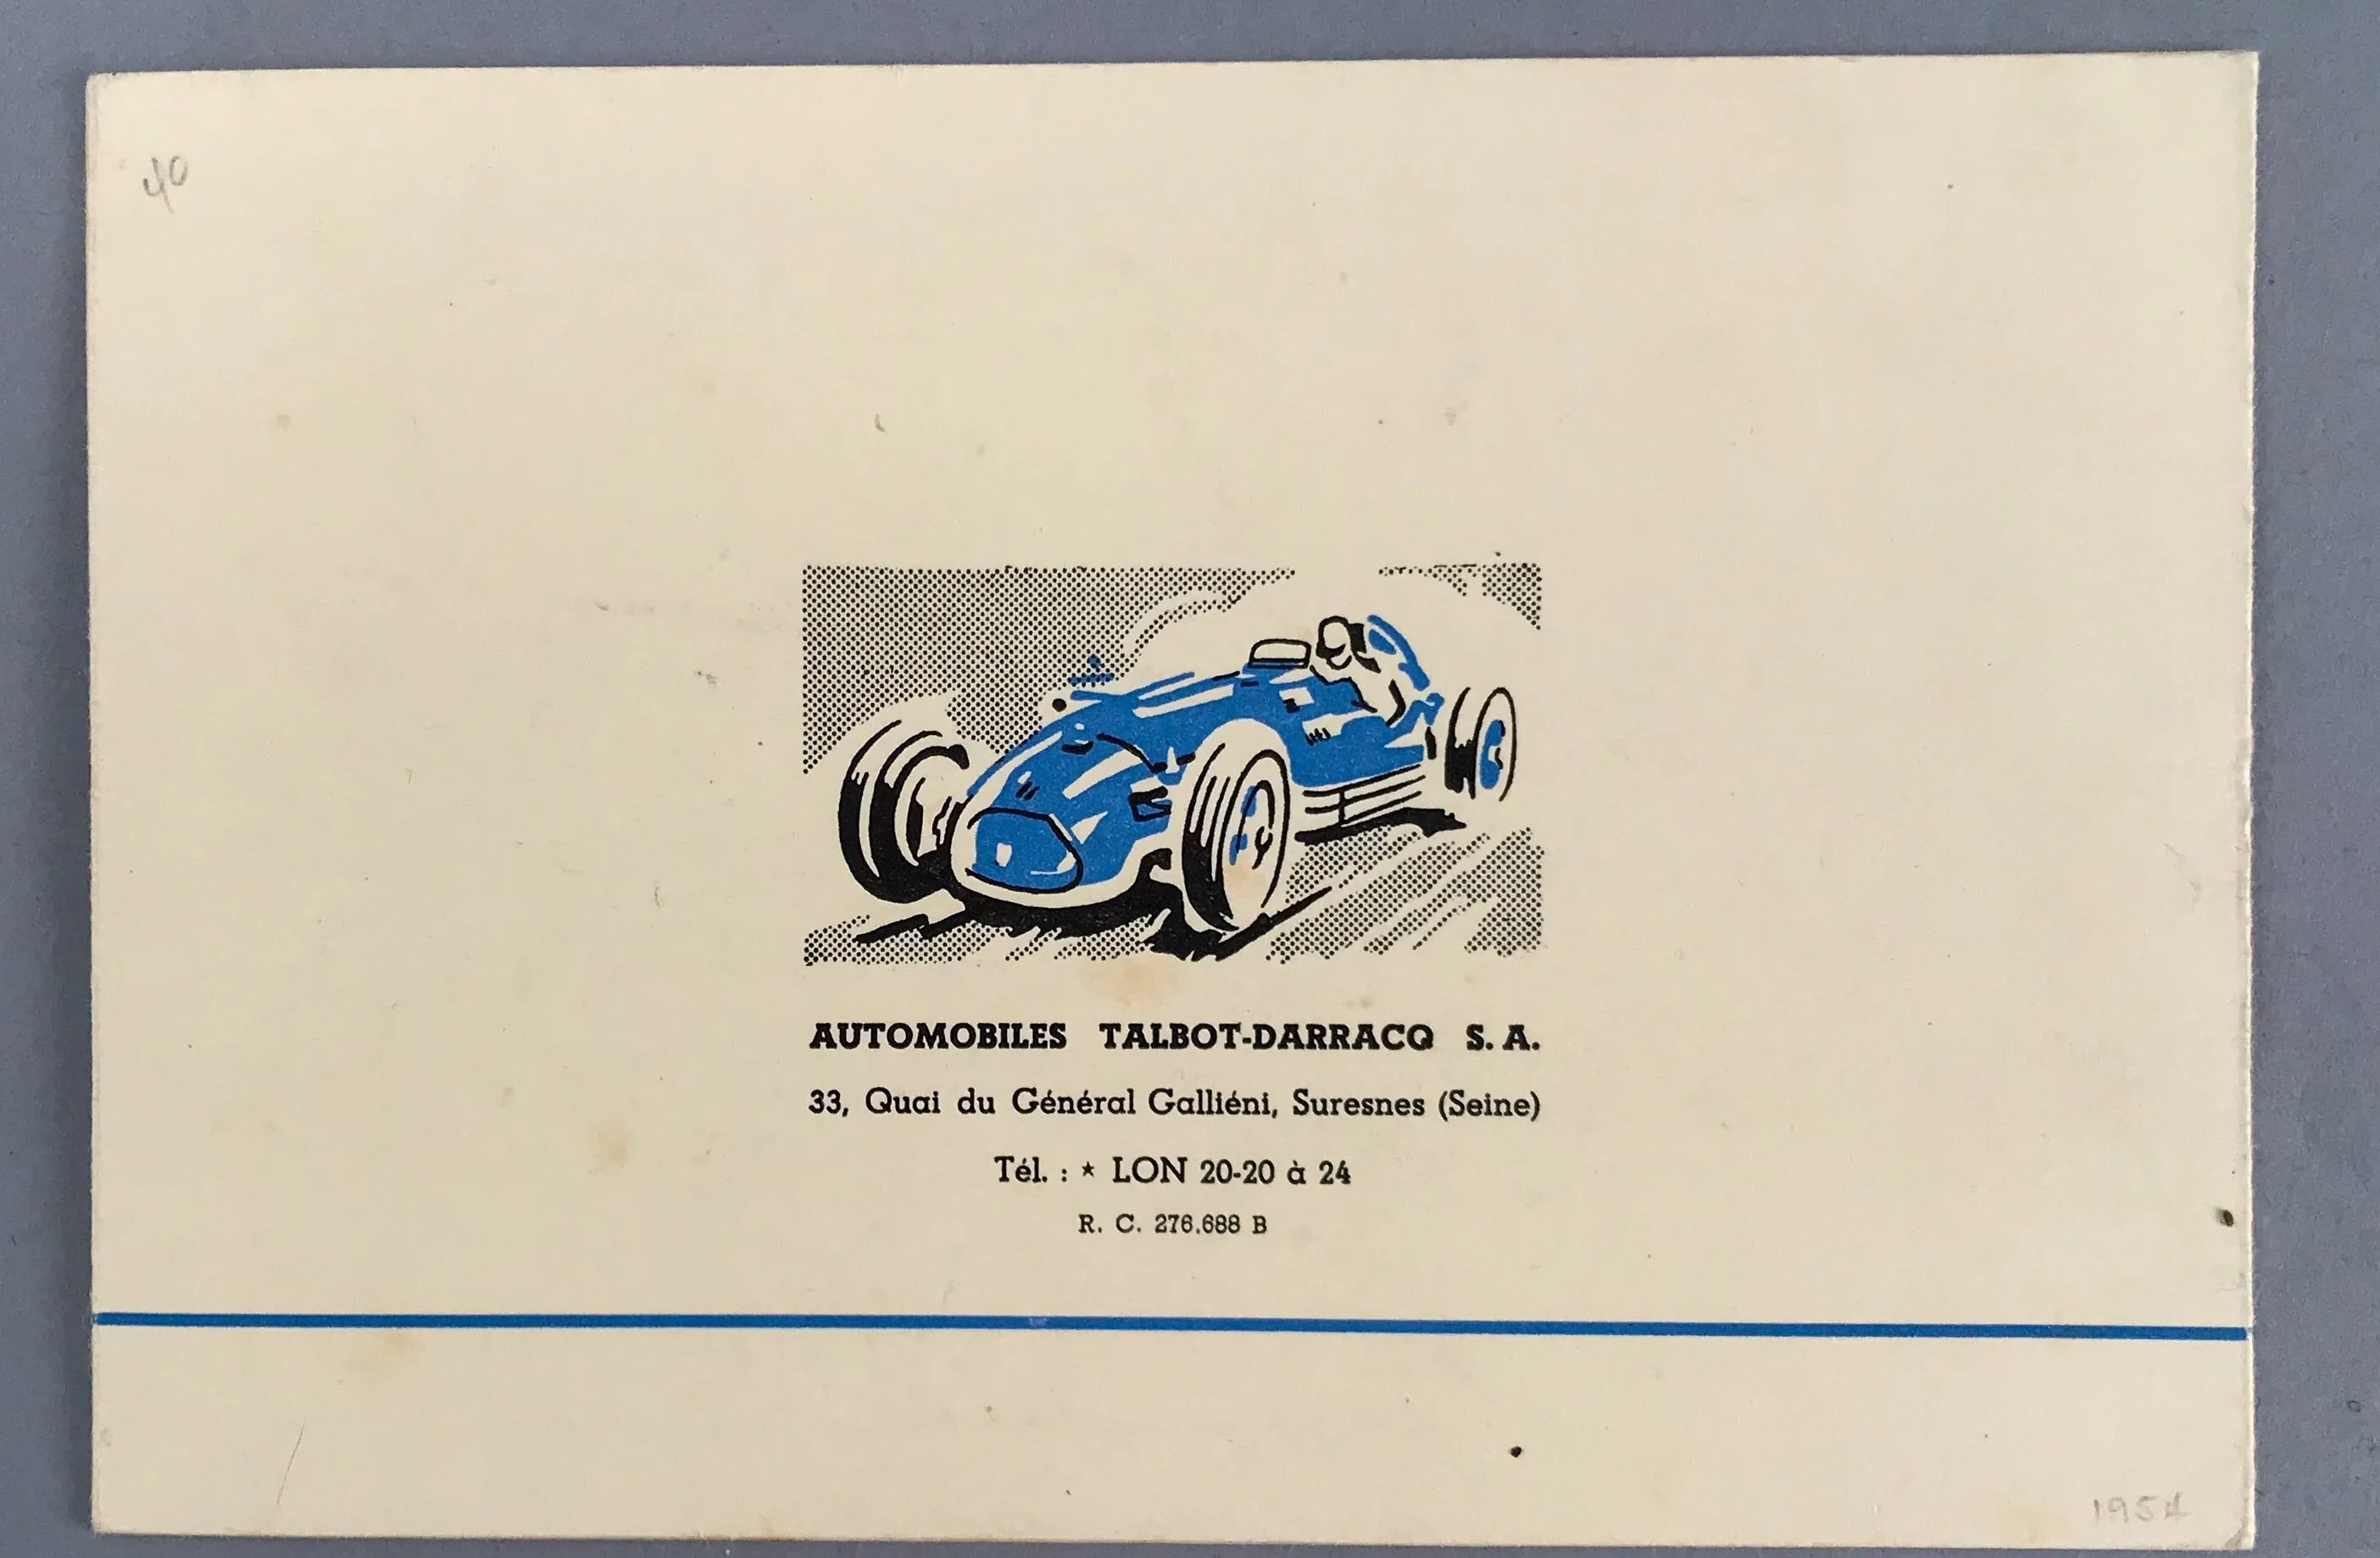 40
AUTOMOBILES TALBOT-DARRACQ S. A.
33, Quai du Général Galliéni, Suresnes (Seine)
Tél. : ★ LON 20-20 à 24
R. C. 276.688 B
1954